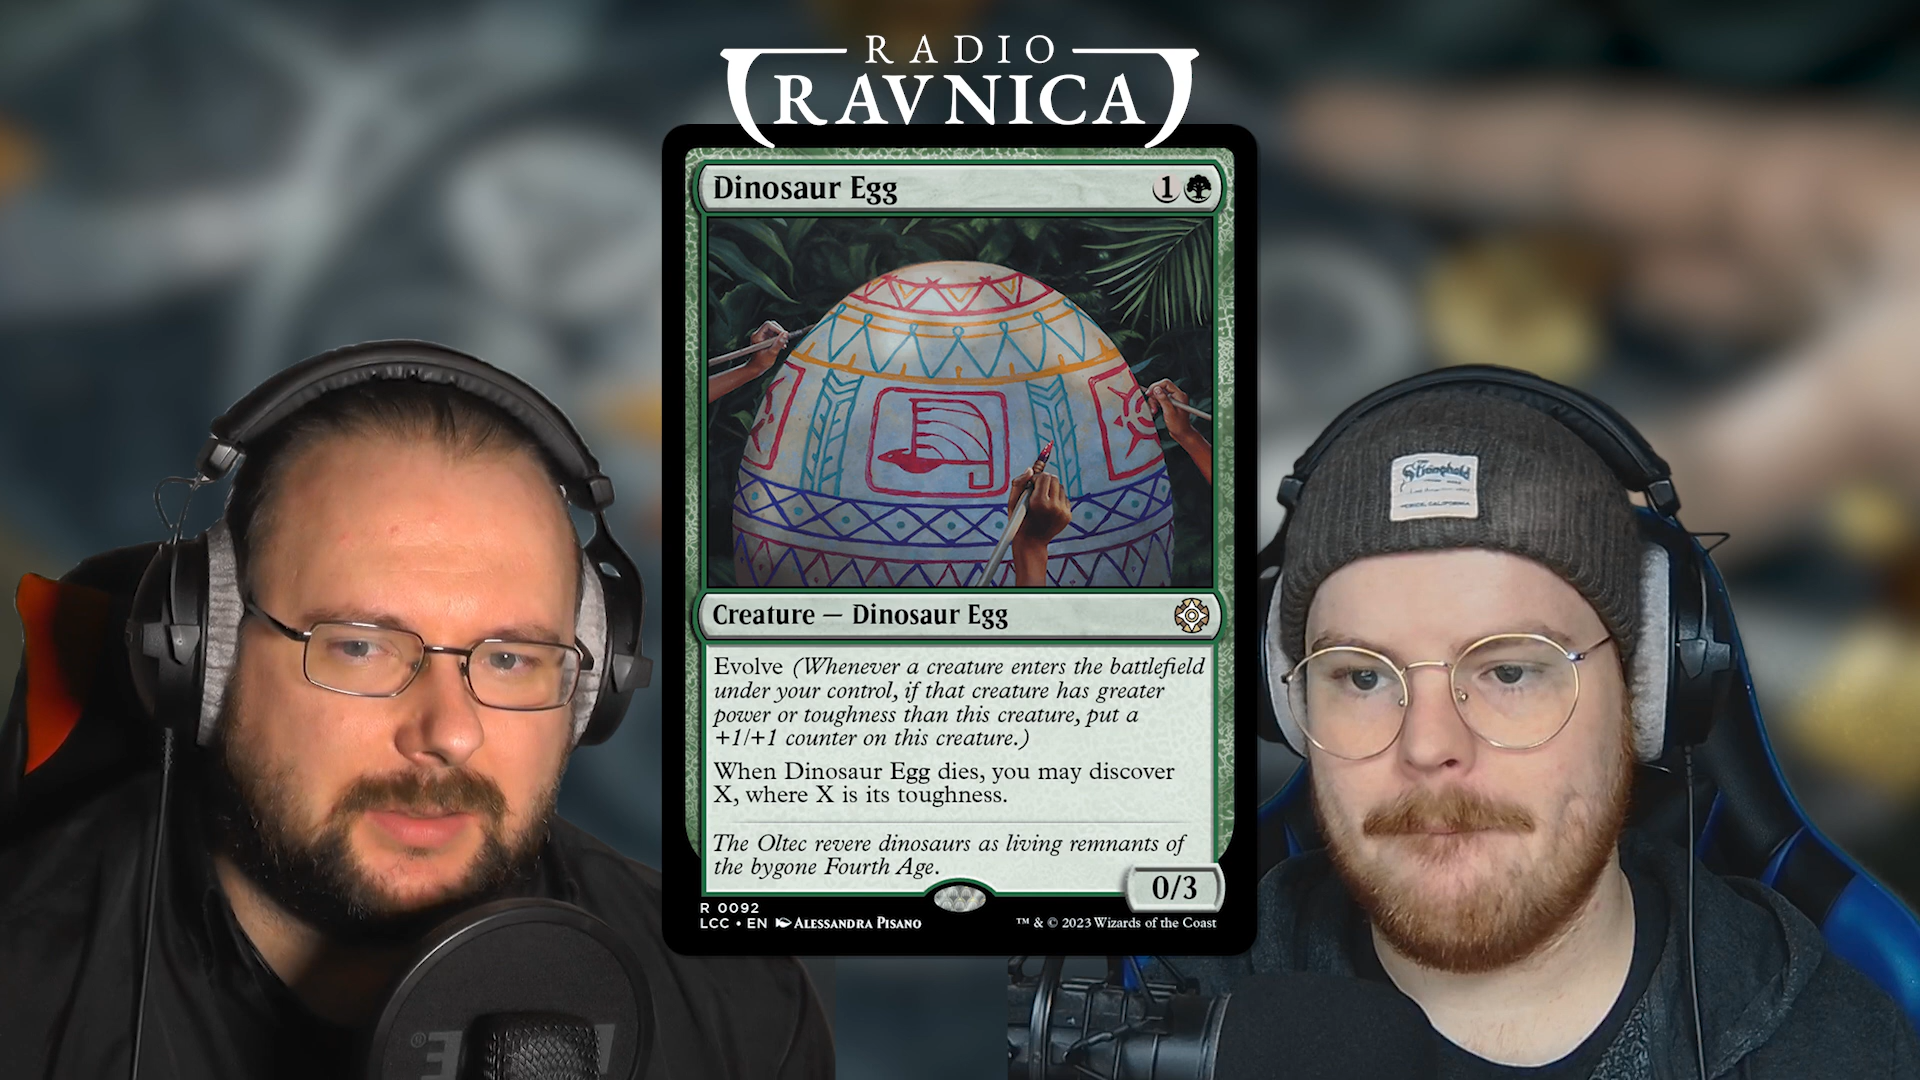 RADIO
RAVNICA
Dinosaur Egg
1
Creature — Dinosaur Egg
Evolve (Whenever a creature enters the battlefield
under your control, if that creature has greater
power or toughness than this creature, put a
+1/+1 counter on this creature.)
When Dinosaur Egg dies, you may discover
X, where X is its toughness.
The Oltec revere dinosaurs as living remnants of
the bygone Fourth Age.
0/3
R 0092
LCC • EN ALESSANDRA PISANO
™ & © 2023 Wizards of the Coast
Stronghold